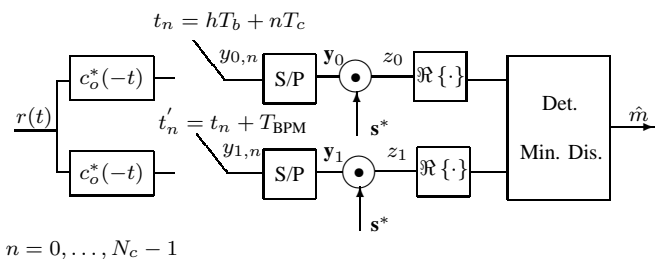 t_n = hT_b + nT_c
c_o^*(-t)
y_{0,n}
S/P
𝐲_0
z_0
ℜ{·}
𝐬^*
r(t)
t'_n = t_n + T_BPM
Det.
Min. Dis.
m̂
c_o^*(-t)
y_{1,n}
S/P
𝐲_1
z_1
ℜ{·}
𝐬^*
n = 0, . . . , N_c − 1